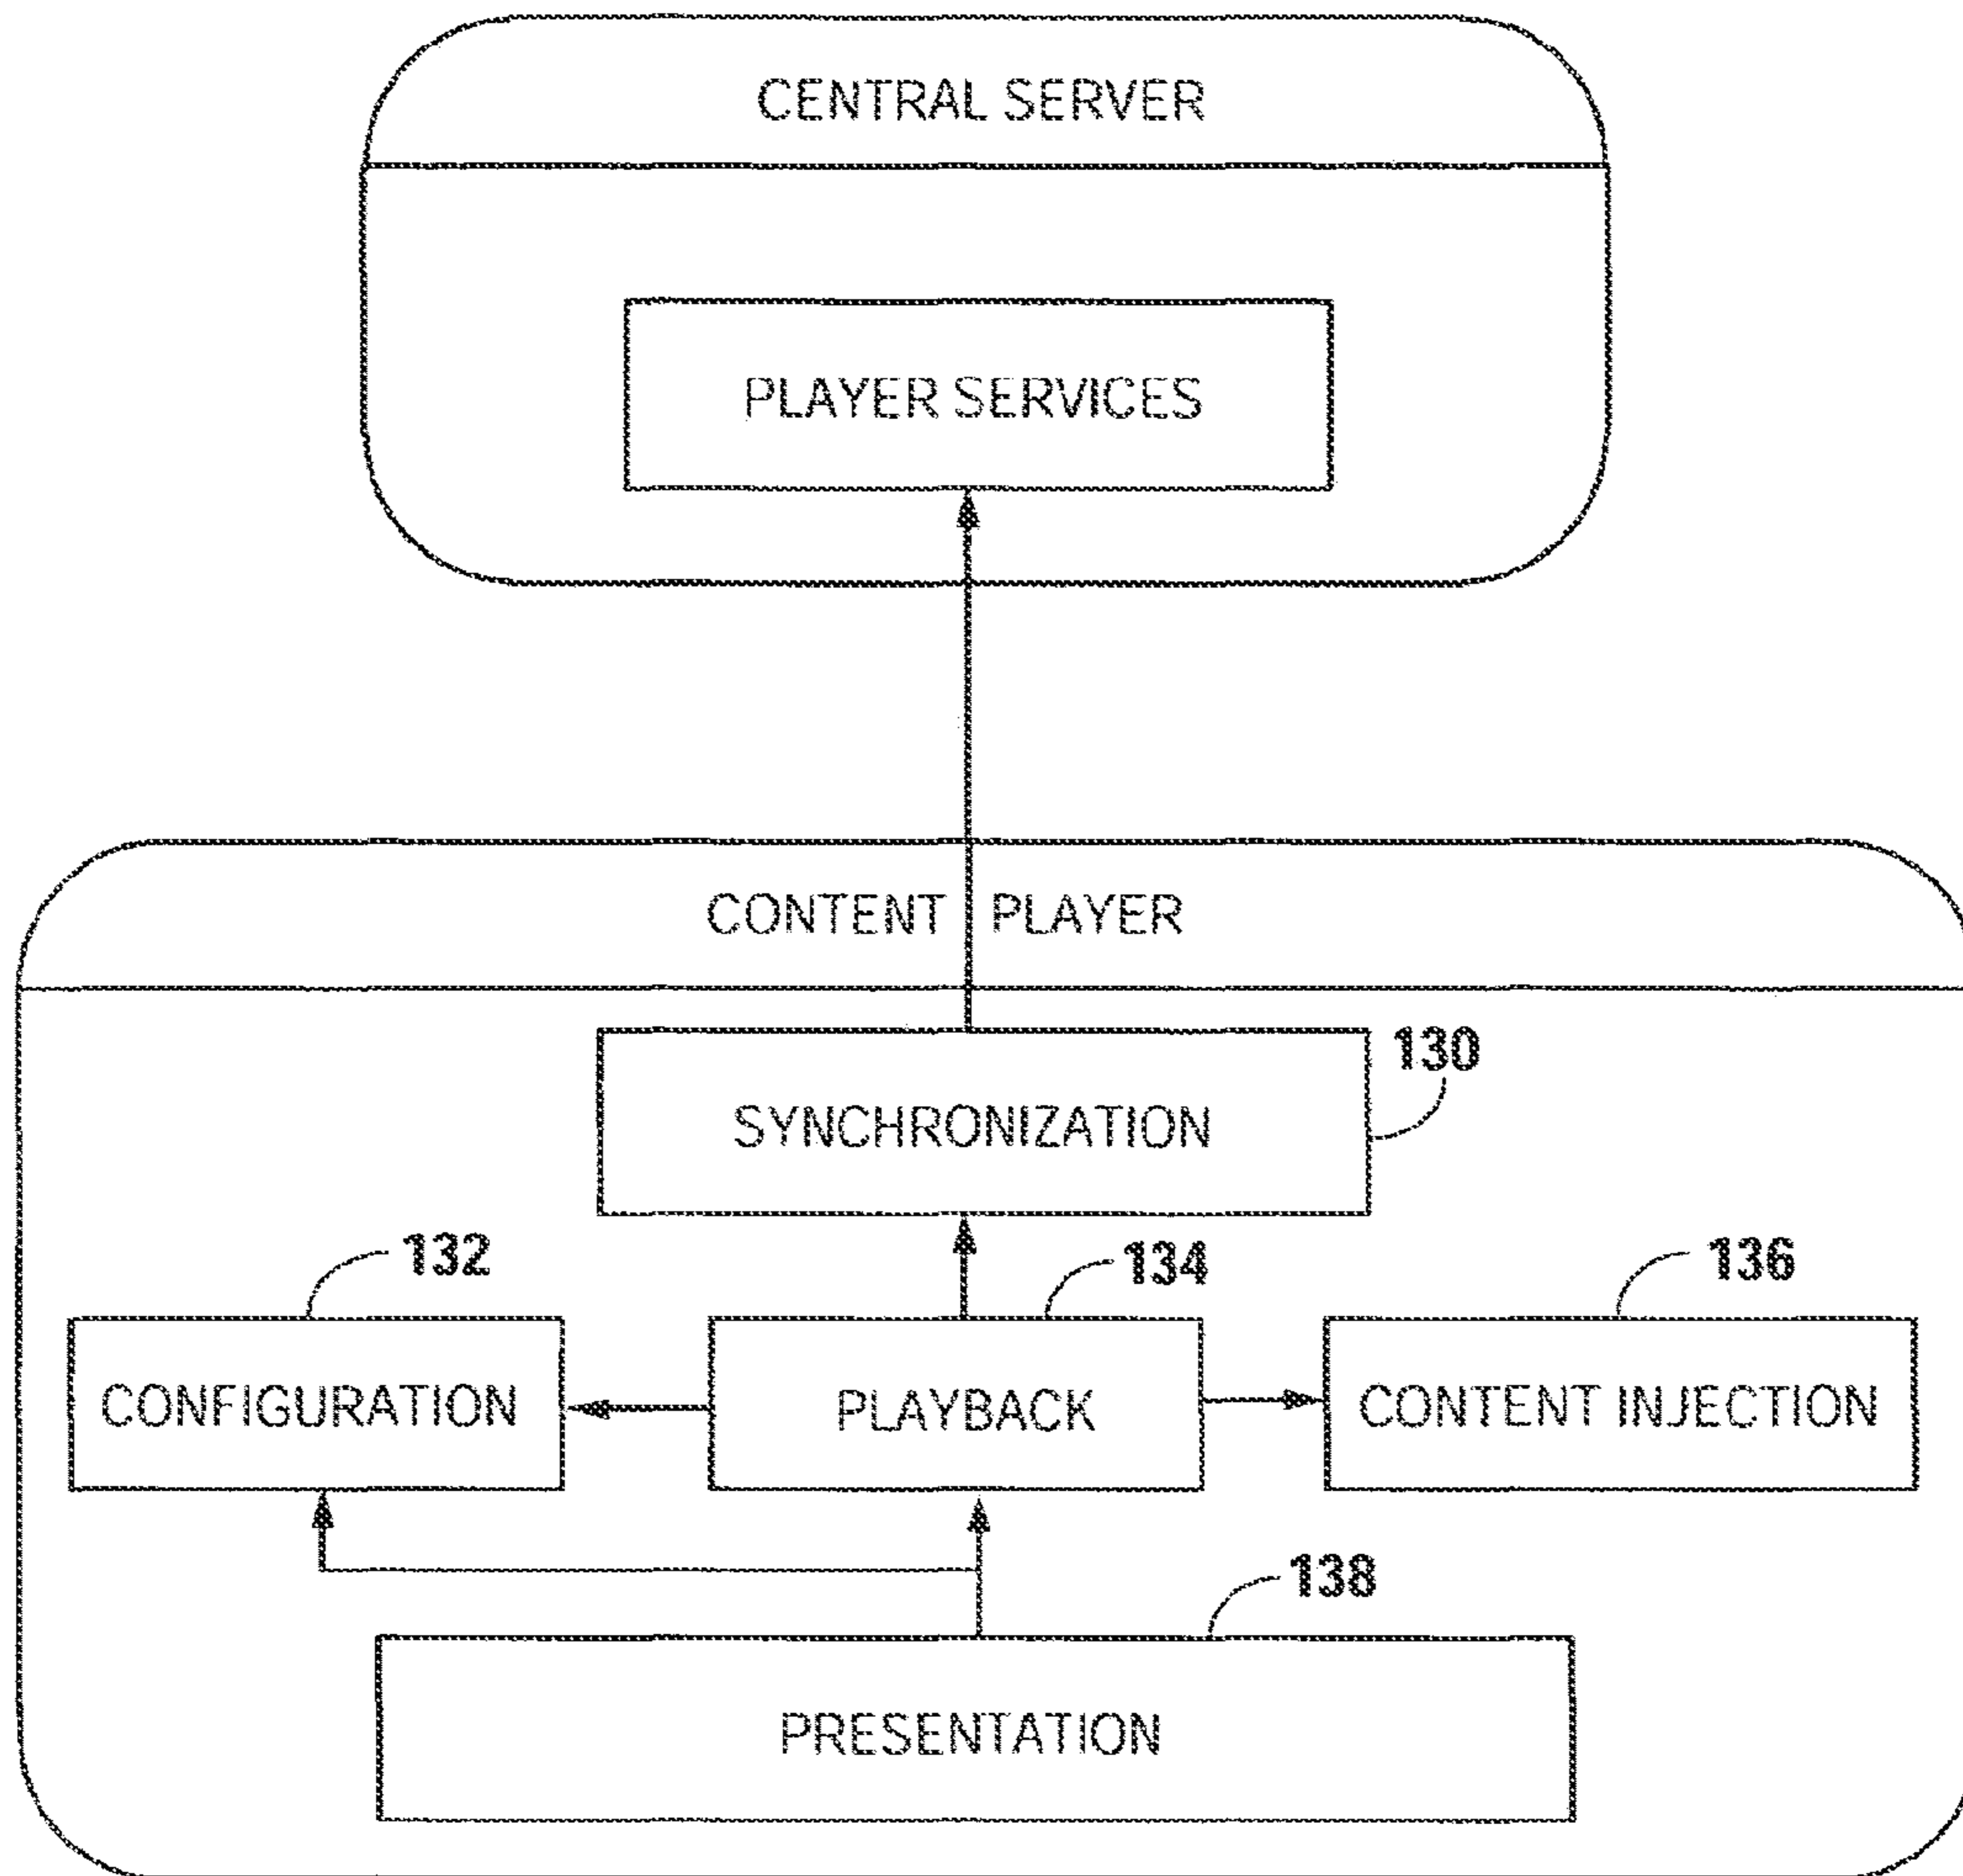 CENTRAL SERVER
PLAYER SERVICES
CONTENT PLAYER
130
SYNCHRONIZATION
132
134
136
CONFIGURATION
PLAYBACK
CONTENT INJECTION
138
PRESENTATION